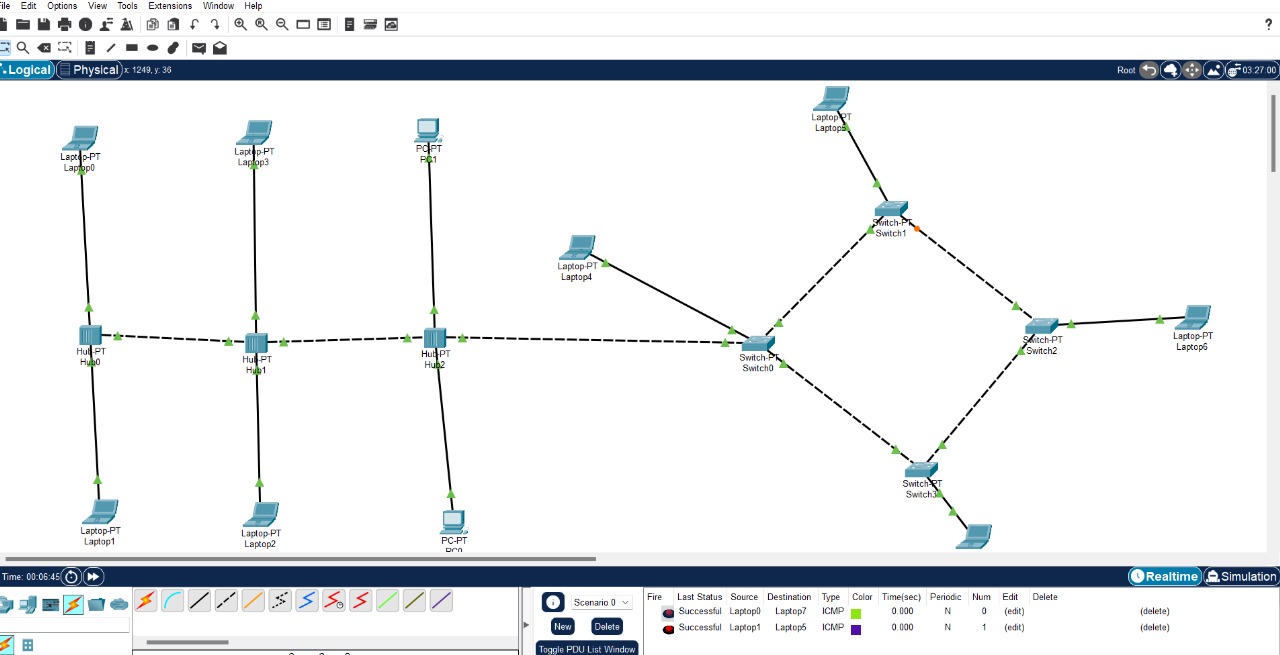 File Edit Options View Tools Extensions Window Help
?
Logical Physical x: 1249, y: 36 Root 03:27:00
Laptop-PT
Laptop5
Laptop-PT
Laptop0
Laptop-PT
Laptop3
PC-PT
PC1
Switch-PT
Switch1
Laptop-PT
Laptop4
Hub-PT
Hub0
Hub-PT
Hub1
Hub-PT
Hub2
Switch-PT
Switch0
Switch-PT
Switch2
Laptop-PT
Laptop6
Switch-PT
Switch3
Laptop-PT
Laptop1
Laptop-PT
Laptop2
PC-PT
PC0
Time: 00:06:45 Realtime Simulation
Scenario 0
New Delete
Toggle PDU List Window
Fire Last Status Source Destination Type Color Time(sec) Periodic Num Edit Delete
Successful Laptop0 Laptop7 ICMP 0.000 N 0 (edit) (delete)
Successful Laptop1 Laptop5 ICMP 0.000 N 1 (edit) (delete)